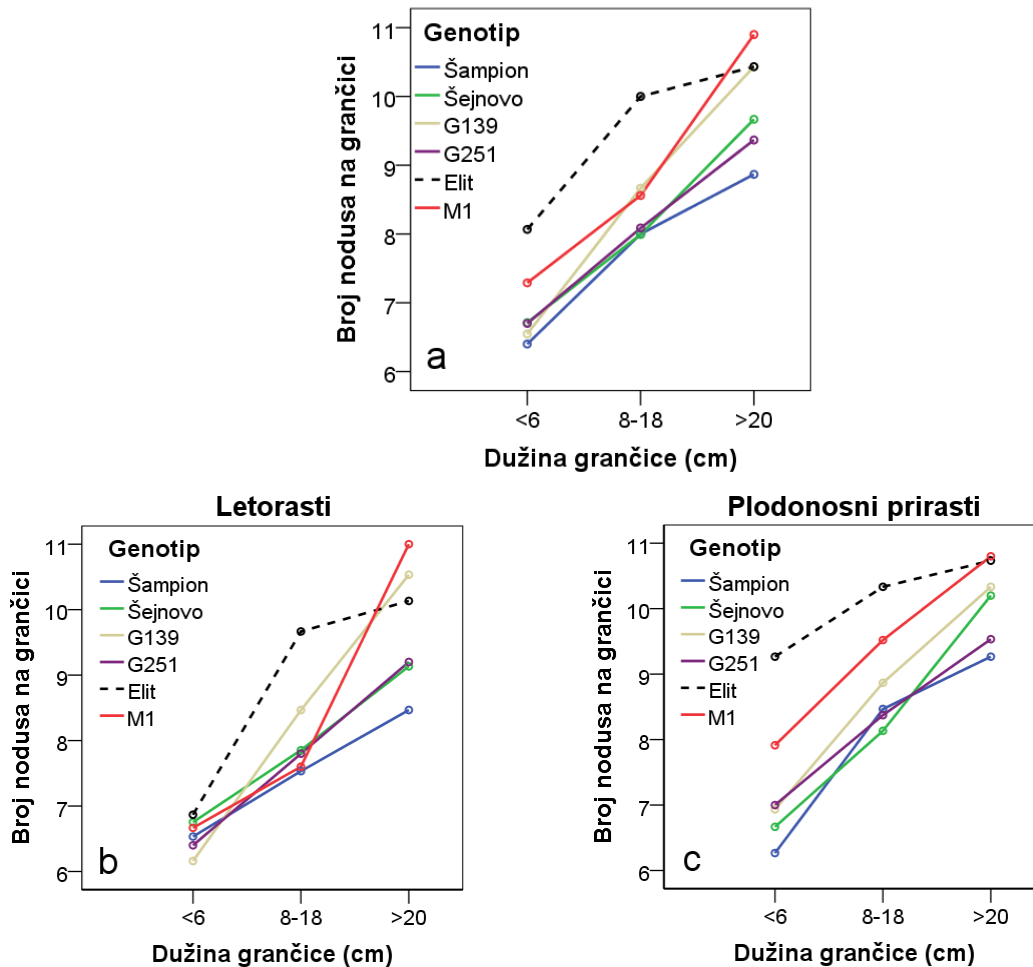 Genotip
Šampion
Šejnovo
G139
G251
Elit
M1
Broj nodusa na grančici
11
10
9
8
7
6
a
<6 8-18 >20
Dužina grančice (cm)
Letorasti
Genotip
Šampion
Šejnovo
G139
G251
Elit
M1
Broj nodusa na grančici
11
10
9
8
7
6
b
<6 8-18 >20
Dužina grančice (cm)
Plodonosni prirasti
Genotip
Šampion
Šejnovo
G139
G251
Elit
M1
Broj nodusa na grančici
11
10
9
8
7
6
c
<6 8-18 >20
Dužina grančice (cm)